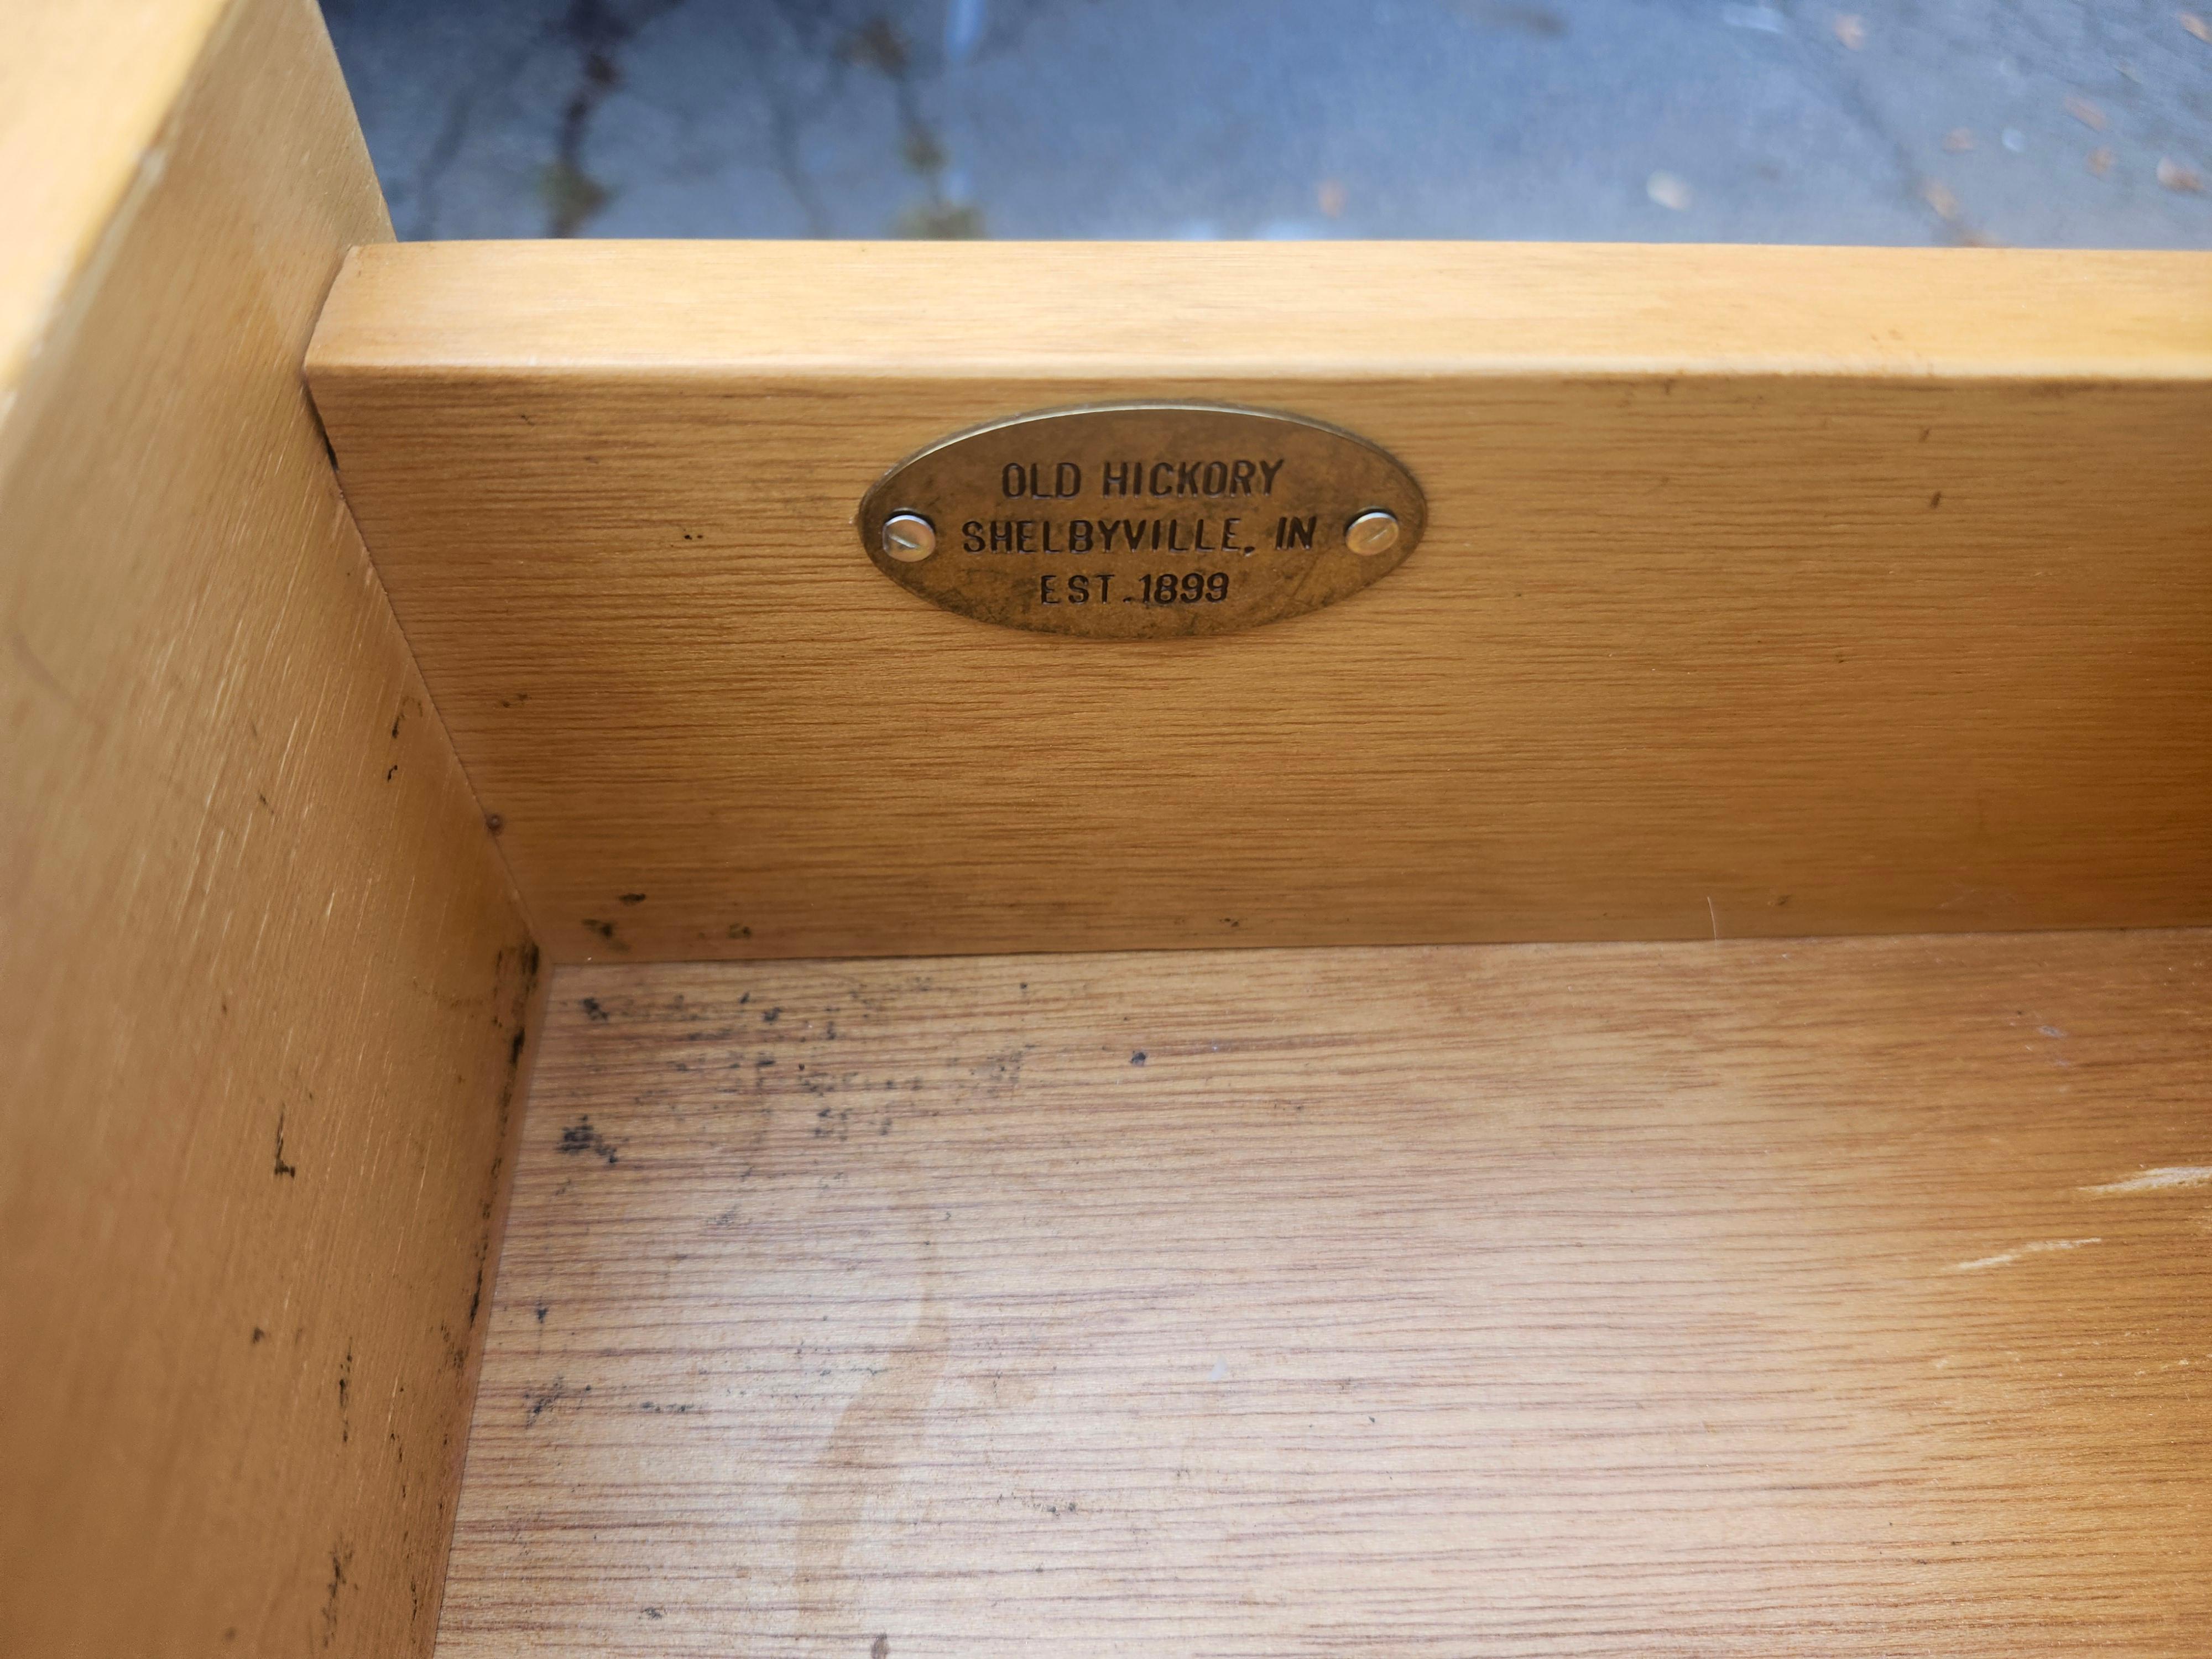 OLD HICKORY
SHELBYVILLE, IN
EST. 1899